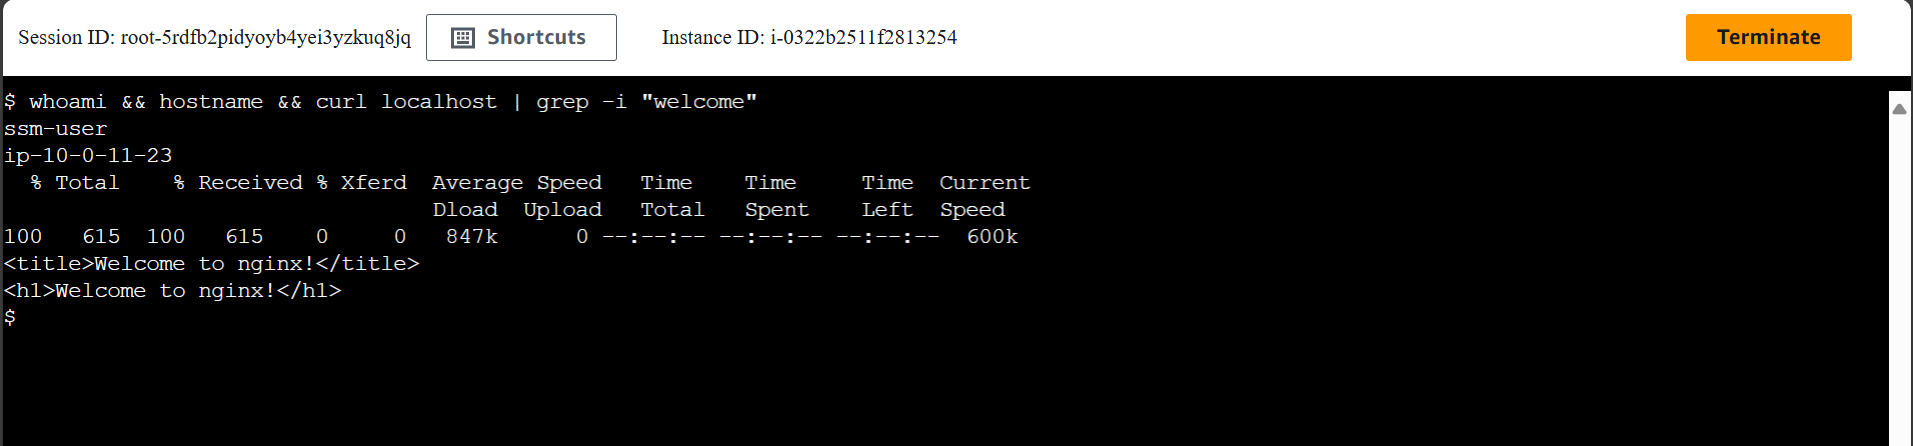 Session ID: root-5rdfb2pidyoyb4yei3yzkuq8jq Shortcuts Instance ID: i-0322b2511f2813254 Terminate
$ whoami && hostname && curl localhost | grep -i "welcome"
ssm-user
ip-10-0-11-23
  % Total    % Received % Xferd  Average Speed   Time    Time     Time  Current
                                 Dload  Upload   Total   Spent    Left  Speed
100   615  100   615    0     0   847k      0 --:--:-- --:--:-- --:--:--  600k
<title>Welcome to nginx!</title>
<h1>Welcome to nginx!</h1>
$